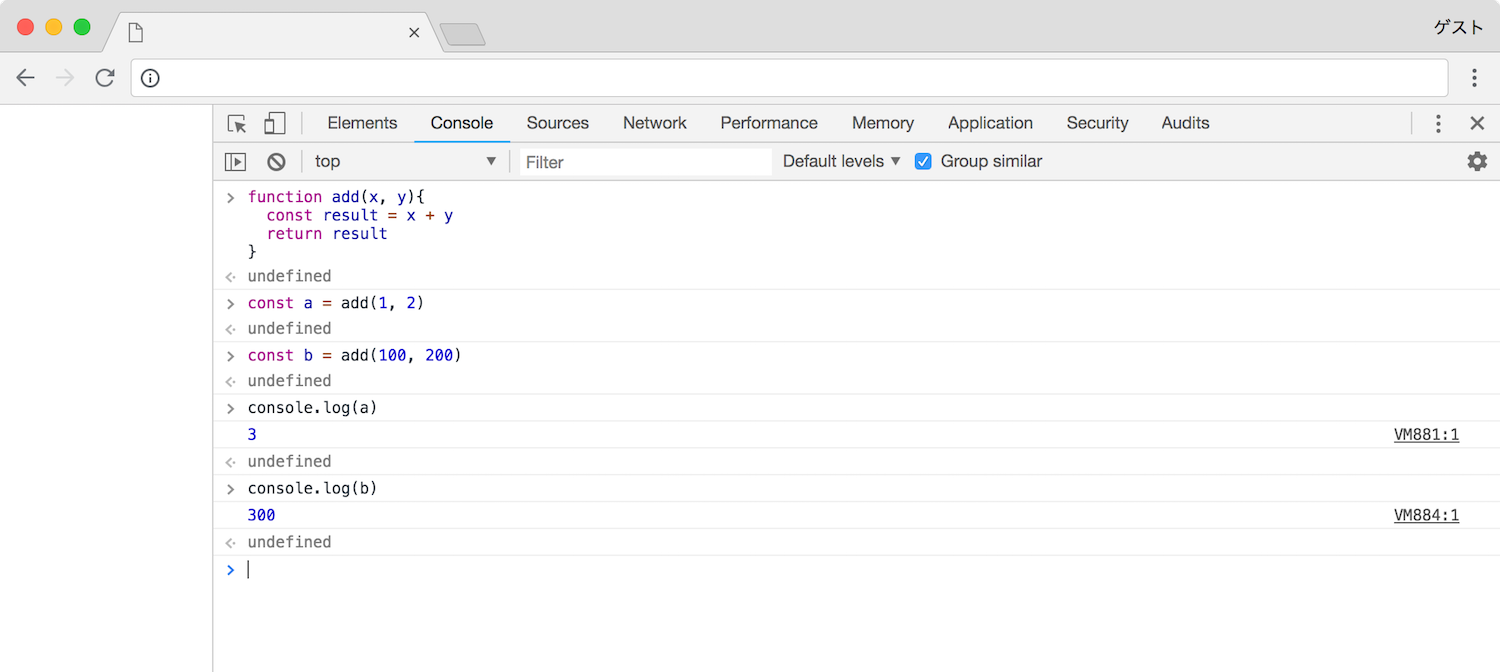 ゲスト
Elements Console Sources Network Performance Memory Application Security Audits
top Filter Default levels Group similar
function add(x, y){
  const result = x + y
  return result
}
undefined
const a = add(1, 2)
undefined
const b = add(100, 200)
undefined
console.log(a)
3 VM881:1
undefined
console.log(b)
300 VM884:1
undefined